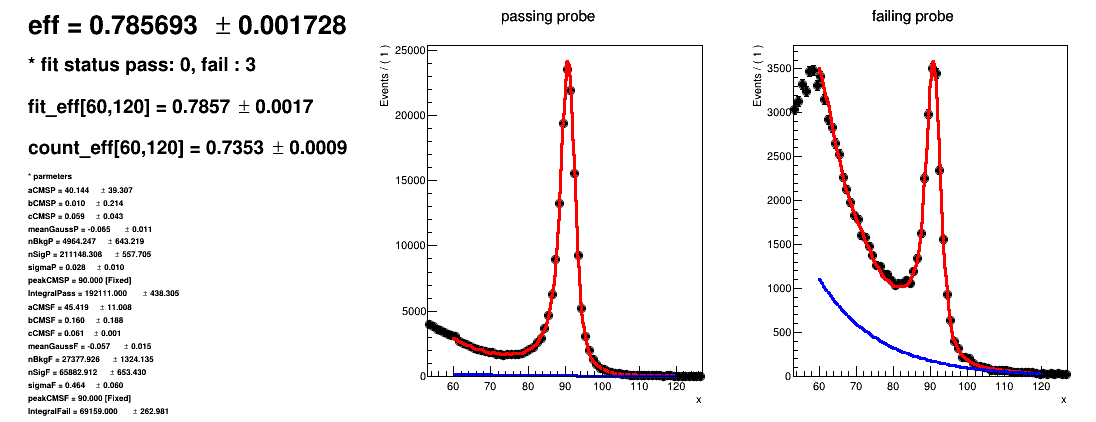 eff = 0.785693 ± 0.001728
* fit status pass: 0, fail : 3
fit_eff[60,120] = 0.7857 ± 0.0017
count_eff[60,120] = 0.7353 ± 0.0009
* parmeters
aCMSP = 40.144 ± 39.307
bCMSP = 0.010 ± 0.214
cCMSP = 0.059 ± 0.043
meanGaussP = -0.065 ± 0.011
nBkgP = 4964.247 ± 643.219
nSigP = 211148.308 ± 557.705
sigmaP = 0.028 ± 0.010
peakCMSP = 90.000 [Fixed]
IntegralPass = 192111.000 ± 438.305
aCMSF = 45.419 ± 11.008
bCMSF = 0.160 ± 0.188
cCMSF = 0.061 ± 0.001
meanGaussF = -0.057 ± 0.015
nBkgF = 27377.926 ± 1324.135
nSigF = 65882.912 ± 653.430
sigmaF = 0.464 ± 0.060
peakCMSF = 90.000 [Fixed]
IntegralFail = 69159.000 ± 262.981
passing probe
Events / ( 1 )
25000
20000
15000
10000
5000
0
60 70 80 90 100 110 120
x
failing probe
Events / ( 1 )
3500
3000
2500
2000
1500
1000
500
0
60 70 80 90 100 110 120
x